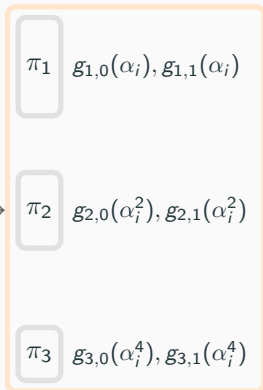 π₁ g₁,₀(αᵢ), g₁,₁(αᵢ)
π₂ g₂,₀(αᵢ²), g₂,₁(αᵢ²)
π₃ g₃,₀(αᵢ⁴), g₃,₁(αᵢ⁴)